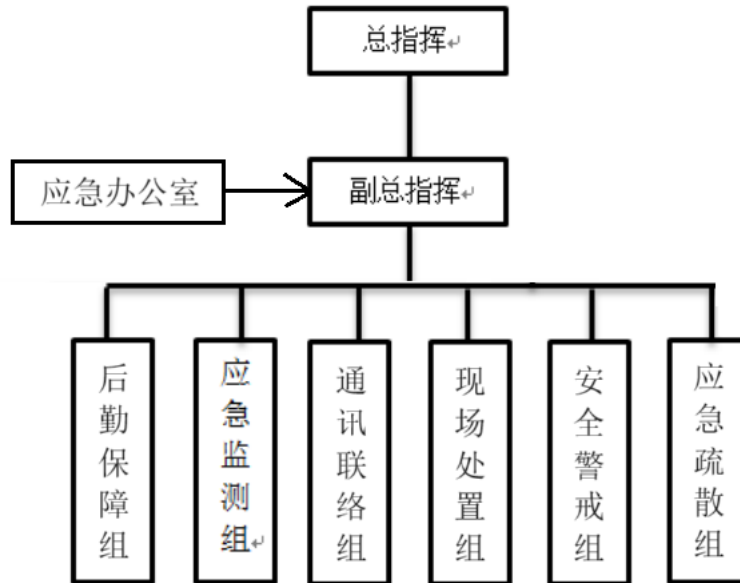 总指挥
应急办公室
副总指挥
后勤保障组
应急监测组
通讯联络组
现场处置组
安全警戒组
应急疏散组